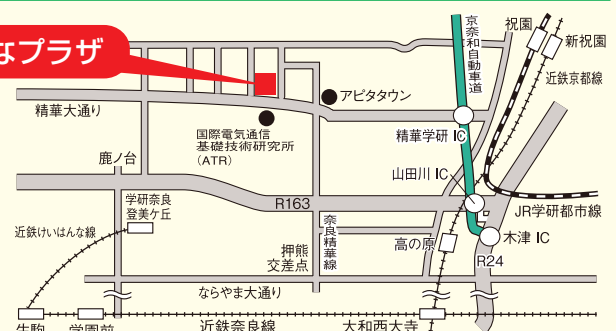 なプラザ
京奈和自動車道
祝園
新祝園
近鉄京都線
アピタタウン
精華大通り
国際電気通信
基礎技術研究所
(ATR)
精華学研 IC
鹿ノ台
山田川 IC
学研奈良
登美ケ丘
R163
JR学研都市線
近鉄けいはんな線
奈良精華線
押熊
交差点
高の原
木津 IC
R24
ならやま大通り
生駒
学園前
近鉄奈良線
大和西大寺